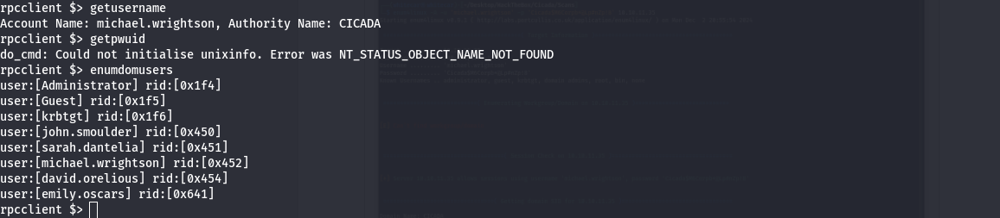 rpcclient $> getusername
Account Name: michael.wrightson, Authority Name: CICADA
rpcclient $> getpwuid
do_cmd: Could not initialise unixinfo. Error was NT_STATUS_OBJECT_NAME_NOT_FOUND
rpcclient $> enumdomusers
user:[Administrator] rid:[0x1f4]
user:[Guest] rid:[0x1f5]
user:[krbtgt] rid:[0x1f6]
user:[john.smoulder] rid:[0x450]
user:[sarah.dantelia] rid:[0x451]
user:[michael.wrightson] rid:[0x452]
user:[david.orelious] rid:[0x454]
user:[emily.oscars] rid:[0x641]
rpcclient $>